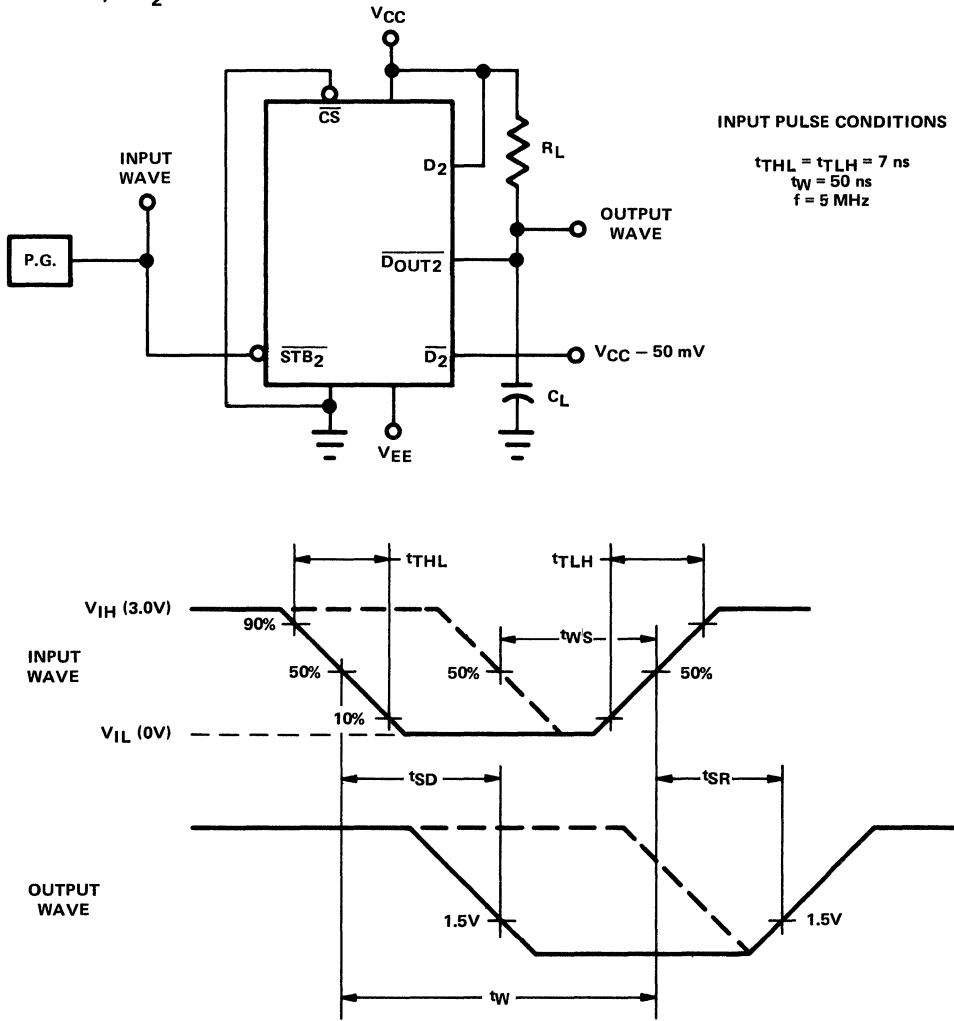 2
VCC
CS
INPUT PULSE CONDITIONS
tTHL = tTLH = 7 ns
tW = 50 ns
f = 5 MHz
INPUT
WAVE
D2
RL
OUTPUT
WAVE
P.G.
DOUT2
STB2
D2
VCC – 50 mV
CL
VEE
tTHL
tTLH
VIH (3.0V)
90%
tWS
INPUT
WAVE
50%
50%
50%
10%
VIL (0V)
tSD
tSR
OUTPUT
WAVE
1.5V
1.5V
tW